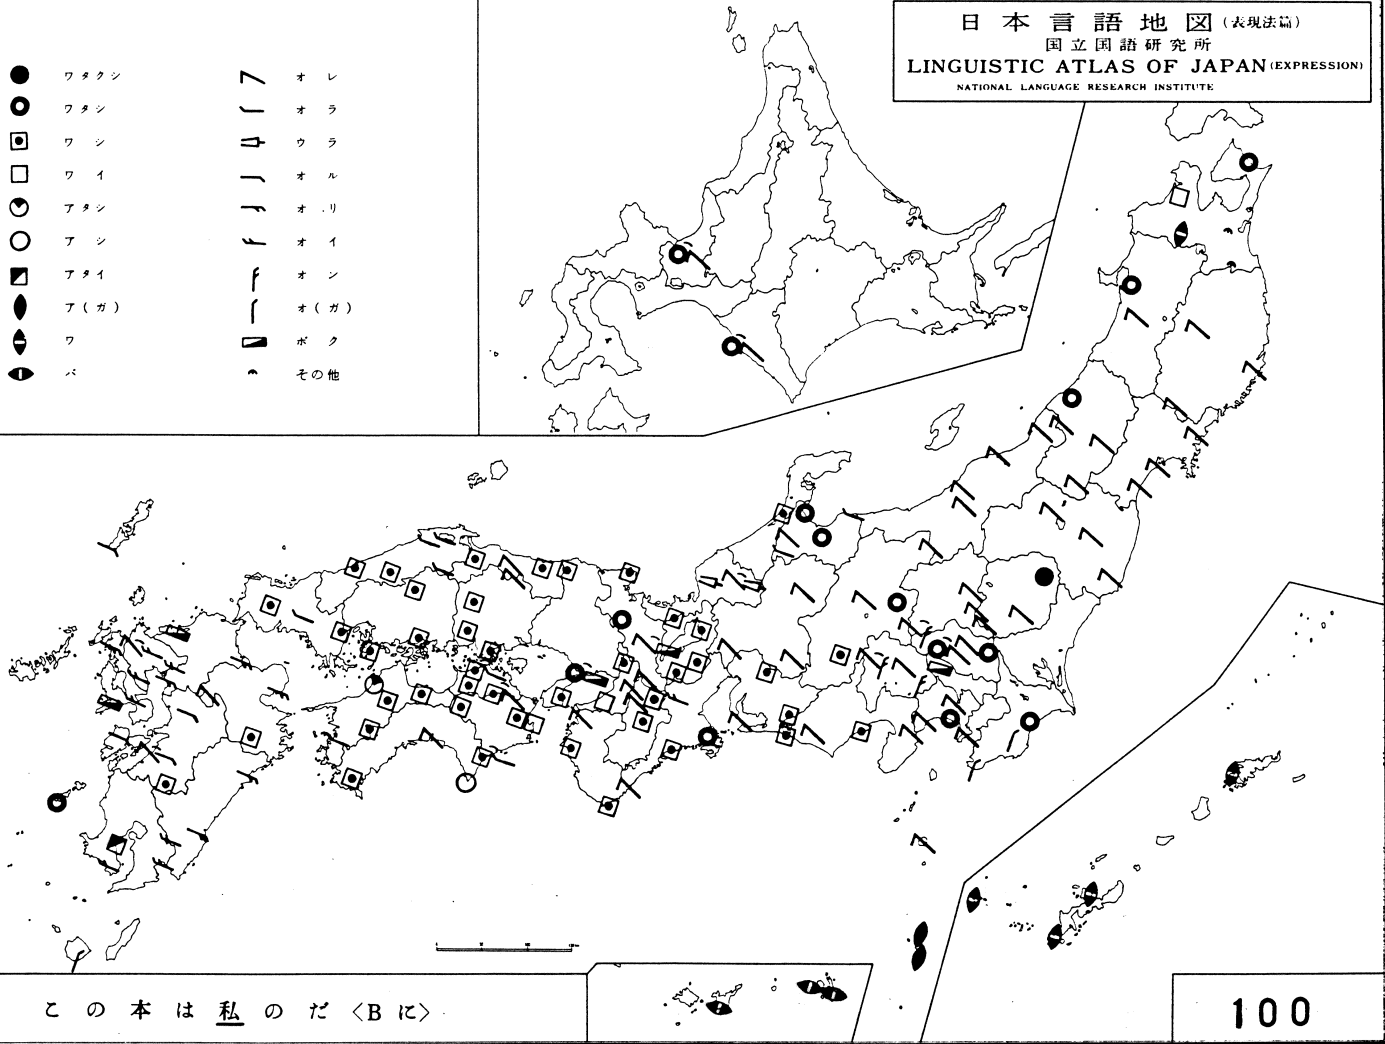 日本言語地図(表現法篇)
国立国語研究所
LINGUISTIC ATLAS OF JAPAN (EXPRESSION)
NATIONAL LANGUAGE RESEARCH INSTITUTE
ワタクシ
ワタシ
ワシ
ワイ
アタシ
アシ
アタイ
ア(ガ)
ワ
バ
オレ
オラ
ウラ
オル
オリ
オイ
オン
オ(ガ)
ボク
その他
この本は私のだ〈Bに〉
100